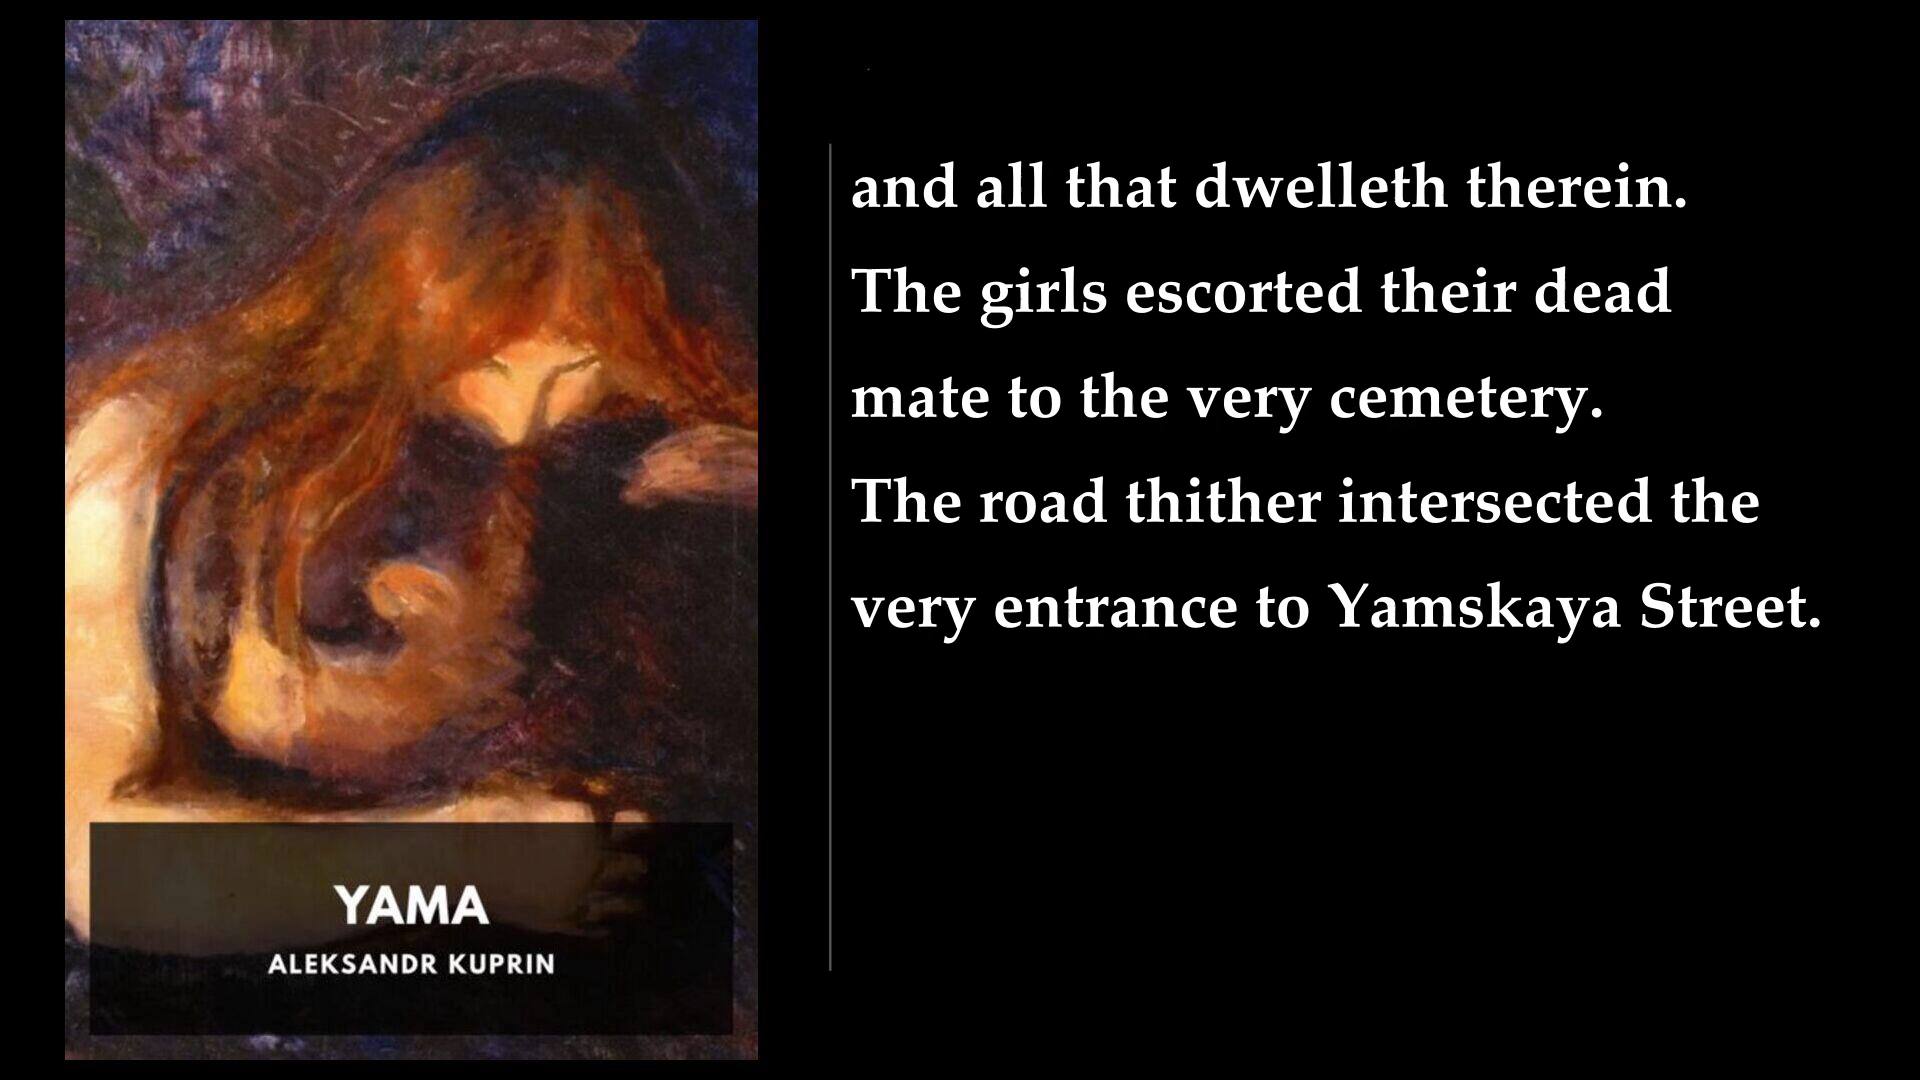 YAMA
ALEKSANDR KUPRIN
and all that dwelleth therein.
The girls escorted their dead
mate to the very cemetery.
The road thither intersected the
very entrance to Yamskaya Street.